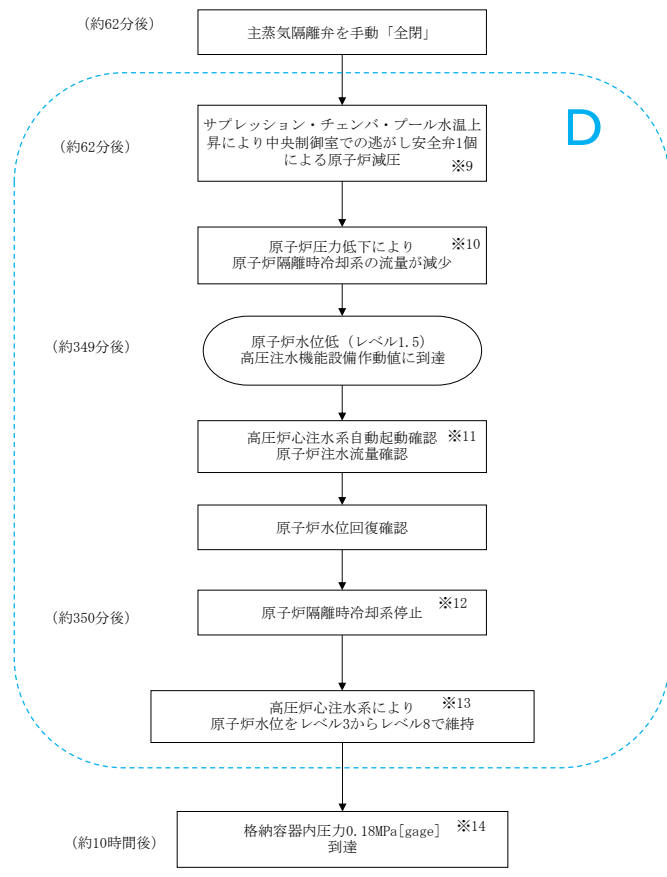 (約62分後)
主蒸気隔離弁を手動「全閉」
D
(約62分後)
サプレッション・チェンバ・プール水温上
昇により中央制御室での逃がし安全弁1個
による原子炉減圧
※9
原子炉圧力低下により ※10
原子炉隔離時冷却系の流量が減少
(約349分後)
原子炉水位低（レベル1.5）
高圧注水機能設備作動値に到達
高圧炉心注水系自動起動確認 ※11
原子炉注水流量確認
原子炉水位回復確認
(約350分後)
原子炉隔離時冷却系停止 ※12
高圧炉心注水系により ※13
原子炉水位をレベル3からレベル8で維持
(約10時間後)
格納容器内圧力0.18MPa[gage] ※14
到達